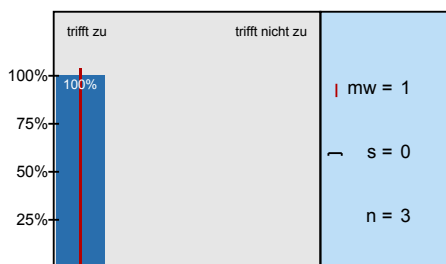 trifft zu trifft nicht zu
100%
100%
75%
50%
25%
mw = 1
s = 0
n = 3